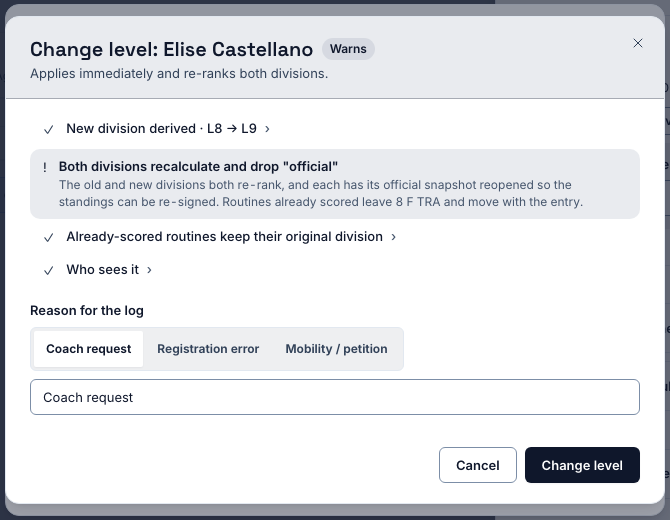 Change level: Elise Castellano Warns
Applies immediately and re-ranks both divisions.
New division derived · L8 → L9 ›
! Both divisions recalculate and drop "official"
The old and new divisions both re-rank, and each has its official snapshot reopened so the
standings can be re-signed. Routines already scored leave 8 F TRA and move with the entry.
Already-scored routines keep their original division ›
Who sees it ›
Reason for the log
Coach request Registration error Mobility / petition
Coach request
Cancel Change level